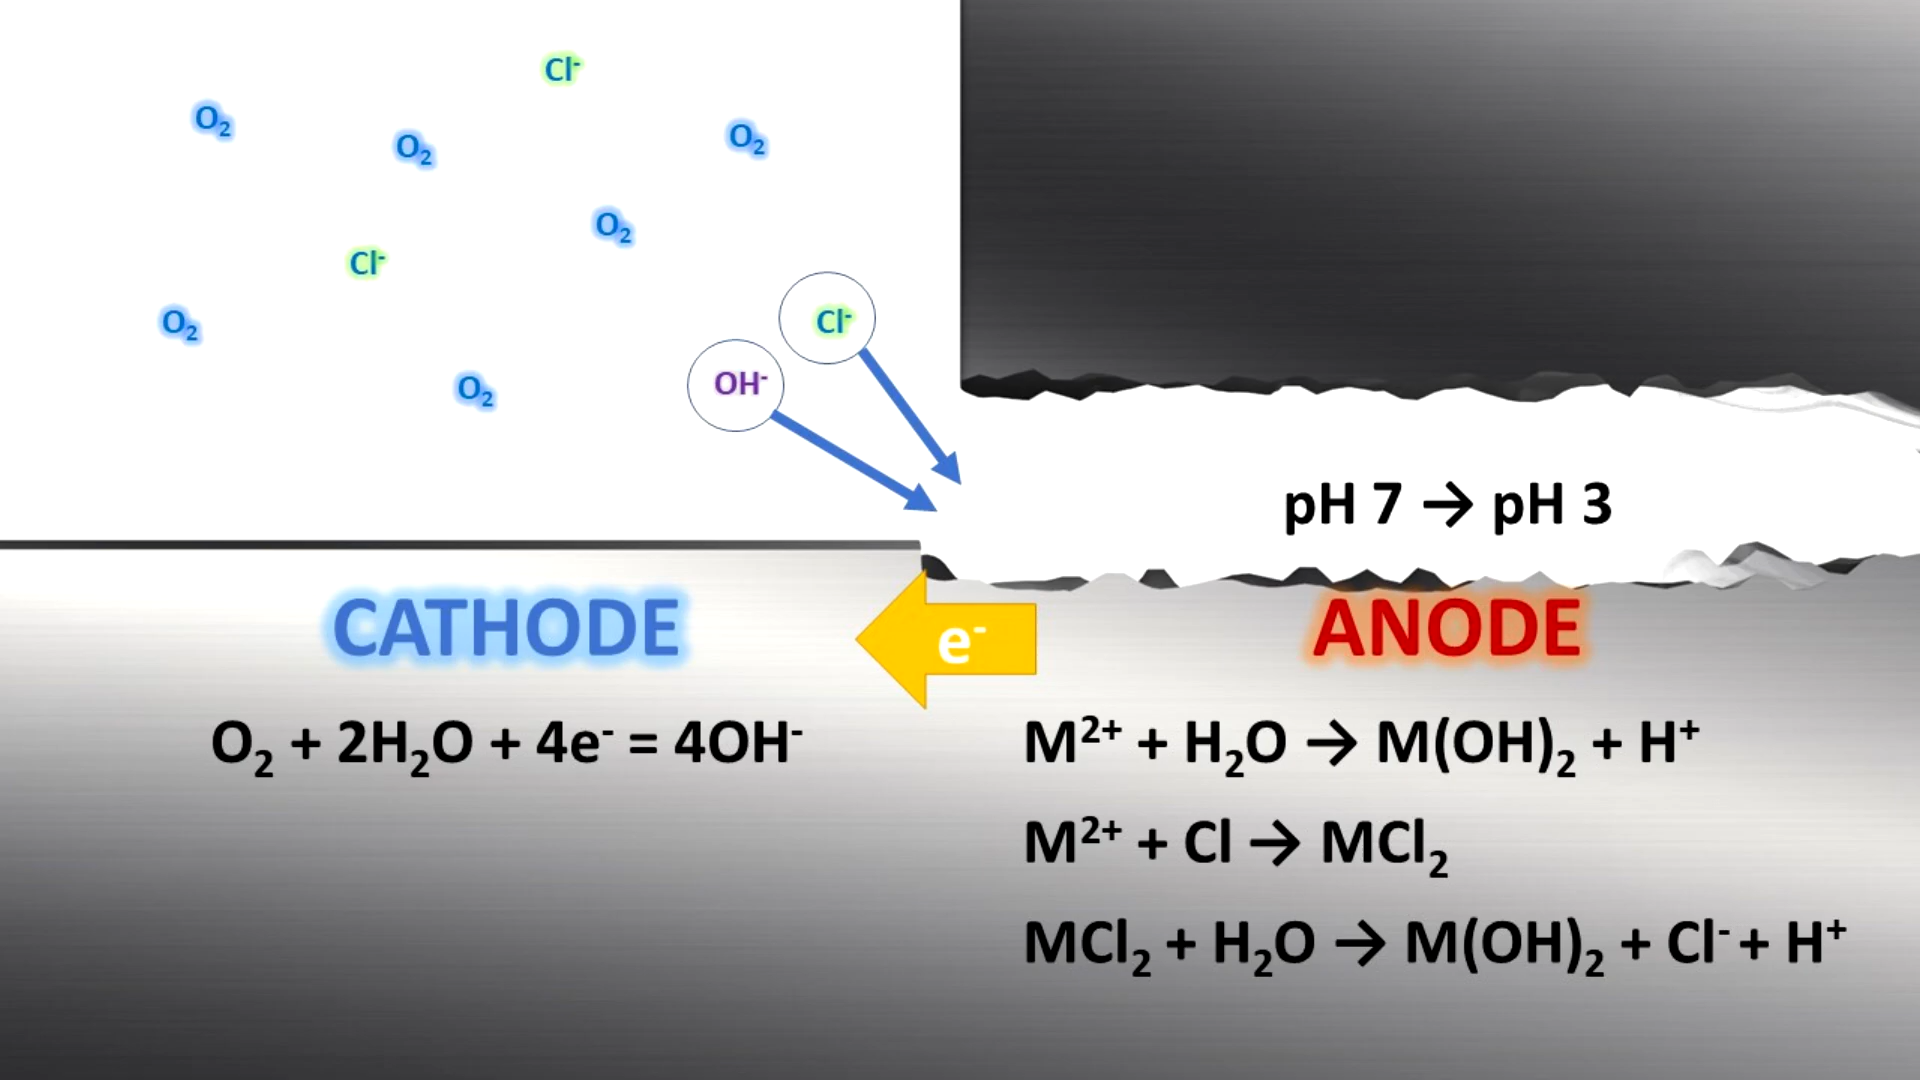 Cl⁻
O₂
O₂
O₂
O₂
Cl⁻
O₂
Cl⁻
OH⁻
O₂
pH 7 → pH 3
CATHODE
e⁻
ANODE
O₂ + 2H₂O + 4e⁻ = 4OH⁻
M²⁺ + H₂O → M(OH)₂ + H⁺
M²⁺ + Cl → MCl₂
MCl₂ + H₂O → M(OH)₂ + Cl⁻ + H⁺